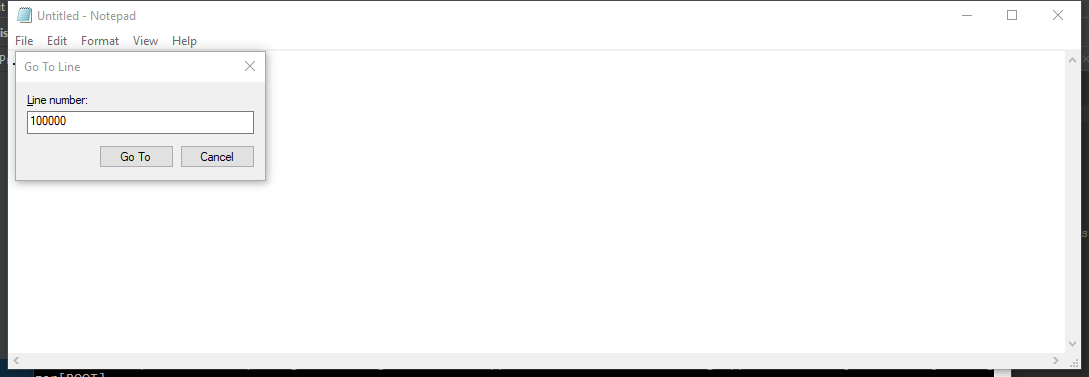 Untitled - Notepad
File Edit Format View Help
Go To Line
Line number:
100000
Go To Cancel